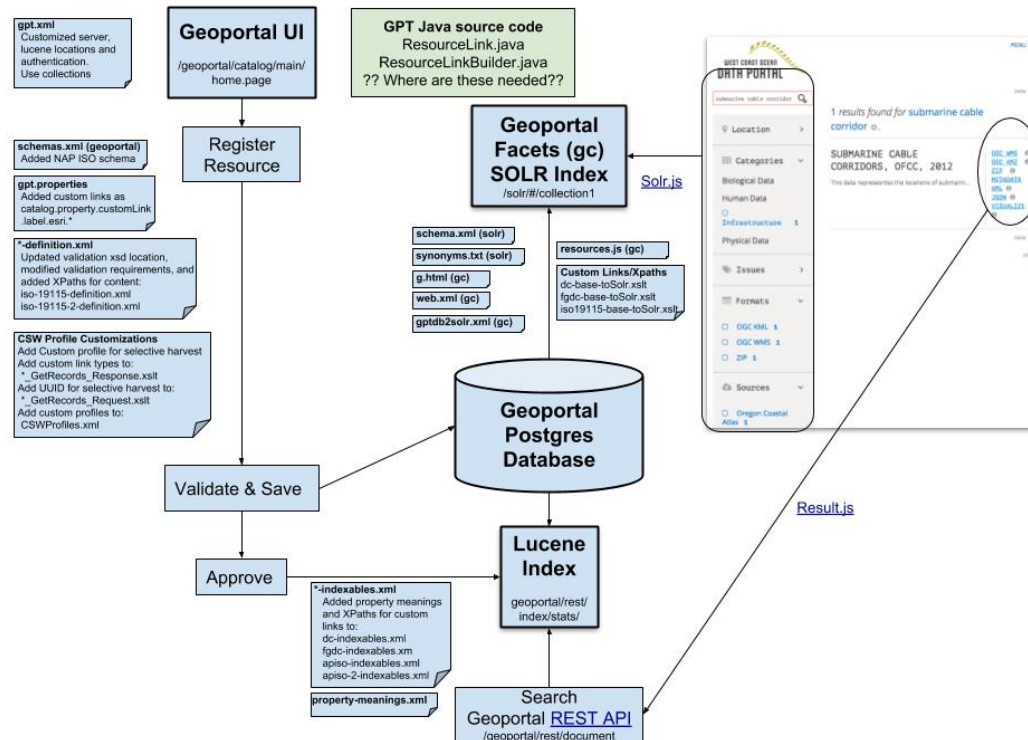 gpt.xml
Customized server,
lucene locations and
authentication.
Use collections
Geoportal UI
/geoportal/catalog/main/
home.page
GPT Java source code
ResourceLink.java
ResourceLinkBuilder.java
?? Where are these needed??
Register
Resource
schemas.xml (geoportal)
Added NAP ISO schema
gpt.properties
Added custom links as
catalog.property.customLink
.label.esri.*
*-definition.xml
Updated validation xsd location,
modified validation requirements, and
added XPaths for content:
iso-19115-definition.xml
iso-19115-2-definition.xml
CSW Profile Customizations
Add Custom profile for selective harvest
Add custom link types to:
*_GetRecords_Response.xslt
Add UUID for selective harvest to:
*_GetRecords_Request.xslt
Add custom profiles to:
CSWProfiles.xml
Geoportal
Facets (gc)
SOLR Index
/solr/#/collection1
Solr.js
schema.xml (solr)
synonyms.txt (solr)
g.html (gc)
web.xml (gc)
gptdb2solr.xml (gc)
resources.js (gc)
Custom Links/Xpaths
dc-base-toSolr.xslt
fgdc-base-toSolr.xslt
iso19115-base-toSolr.xslt
Geoportal
Postgres
Database
Validate & Save
Approve
Lucene
Index
geoportal/rest/
index/stats/
*-indexables.xml
Added property meanings
and XPaths for custom
links to:
dc-indexables.xml
fgdc-indexables.xm
apiso-indexables.xml
apiso-2-indexables.xml
property-meanings.xml
Search
Geoportal REST API
/geoportal/rest/document
Result.js
WEST COAST OCEAN
DATA PORTAL
MENU
submarine cable corridor
Location
Categories
Biological Data
Human Data
Infrastructure 1
Physical Data
Issues
Formats
OGC KML 1
OGC WMS 1
ZIP 1
Sources
Oregon Coastal
Atlas 1
1 results found for submarine cable
corridor
SUBMARINE CABLE
CORRIDORS, OFCC, 2012
This data represents the locations of submarin...
OGC WMS
OGC KML
ZIP
METADATA
XML
JSON
VISUALIZE